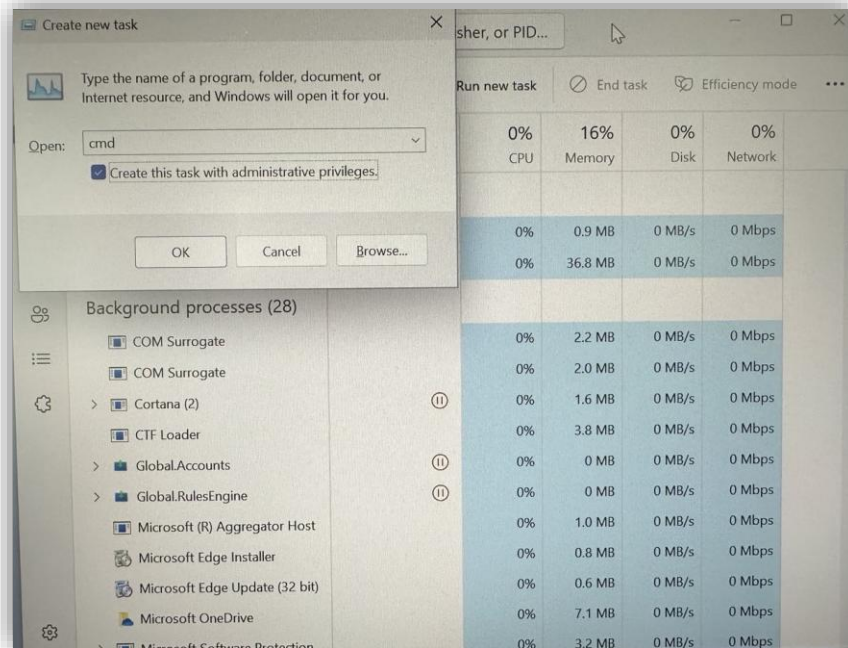 Create new task
Type the name of a program, folder, document, or
Internet resource, and Windows will open it for you.
Open: cmd
Create this task with administrative privileges.
OK Cancel Browse...
sher, or PID...
Run new task End task Efficiency mode
0% 16% 0% 0%
CPU Memory Disk Network
0% 0.9 MB 0 MB/s 0 Mbps
0% 36.8 MB 0 MB/s 0 Mbps
Background processes (28)
COM Surrogate 0% 2.2 MB 0 MB/s 0 Mbps
COM Surrogate 0% 2.0 MB 0 MB/s 0 Mbps
Cortana (2) 0% 1.6 MB 0 MB/s 0 Mbps
CTF Loader 0% 3.8 MB 0 MB/s 0 Mbps
Global.Accounts 0% 0 MB 0 MB/s 0 Mbps
Global.RulesEngine 0% 0 MB 0 MB/s 0 Mbps
Microsoft (R) Aggregator Host 0% 1.0 MB 0 MB/s 0 Mbps
Microsoft Edge Installer 0% 0.8 MB 0 MB/s 0 Mbps
Microsoft Edge Update (32 bit) 0% 0.6 MB 0 MB/s 0 Mbps
Microsoft OneDrive 0% 7.1 MB 0 MB/s 0 Mbps
Microsoft Software Protection 0% 3.2 MB 0 MB/s 0 Mbps